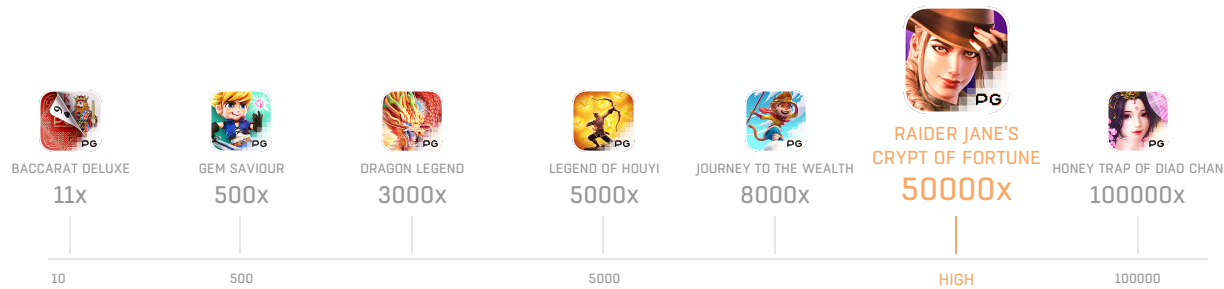 PG
PG
PG
PG
PG
PG
PG
BACCARAT DELUXE
11x
GEM SAVIOUR
500x
DRAGON LEGEND
3000x
LEGEND OF HOUYI
5000x
JOURNEY TO THE WEALTH
8000x
RAIDER JANE'S
CRYPT OF FORTUNE
50000x
HONEY TRAP OF DIAO CHAN
100000x
10
500
5000
HIGH
100000